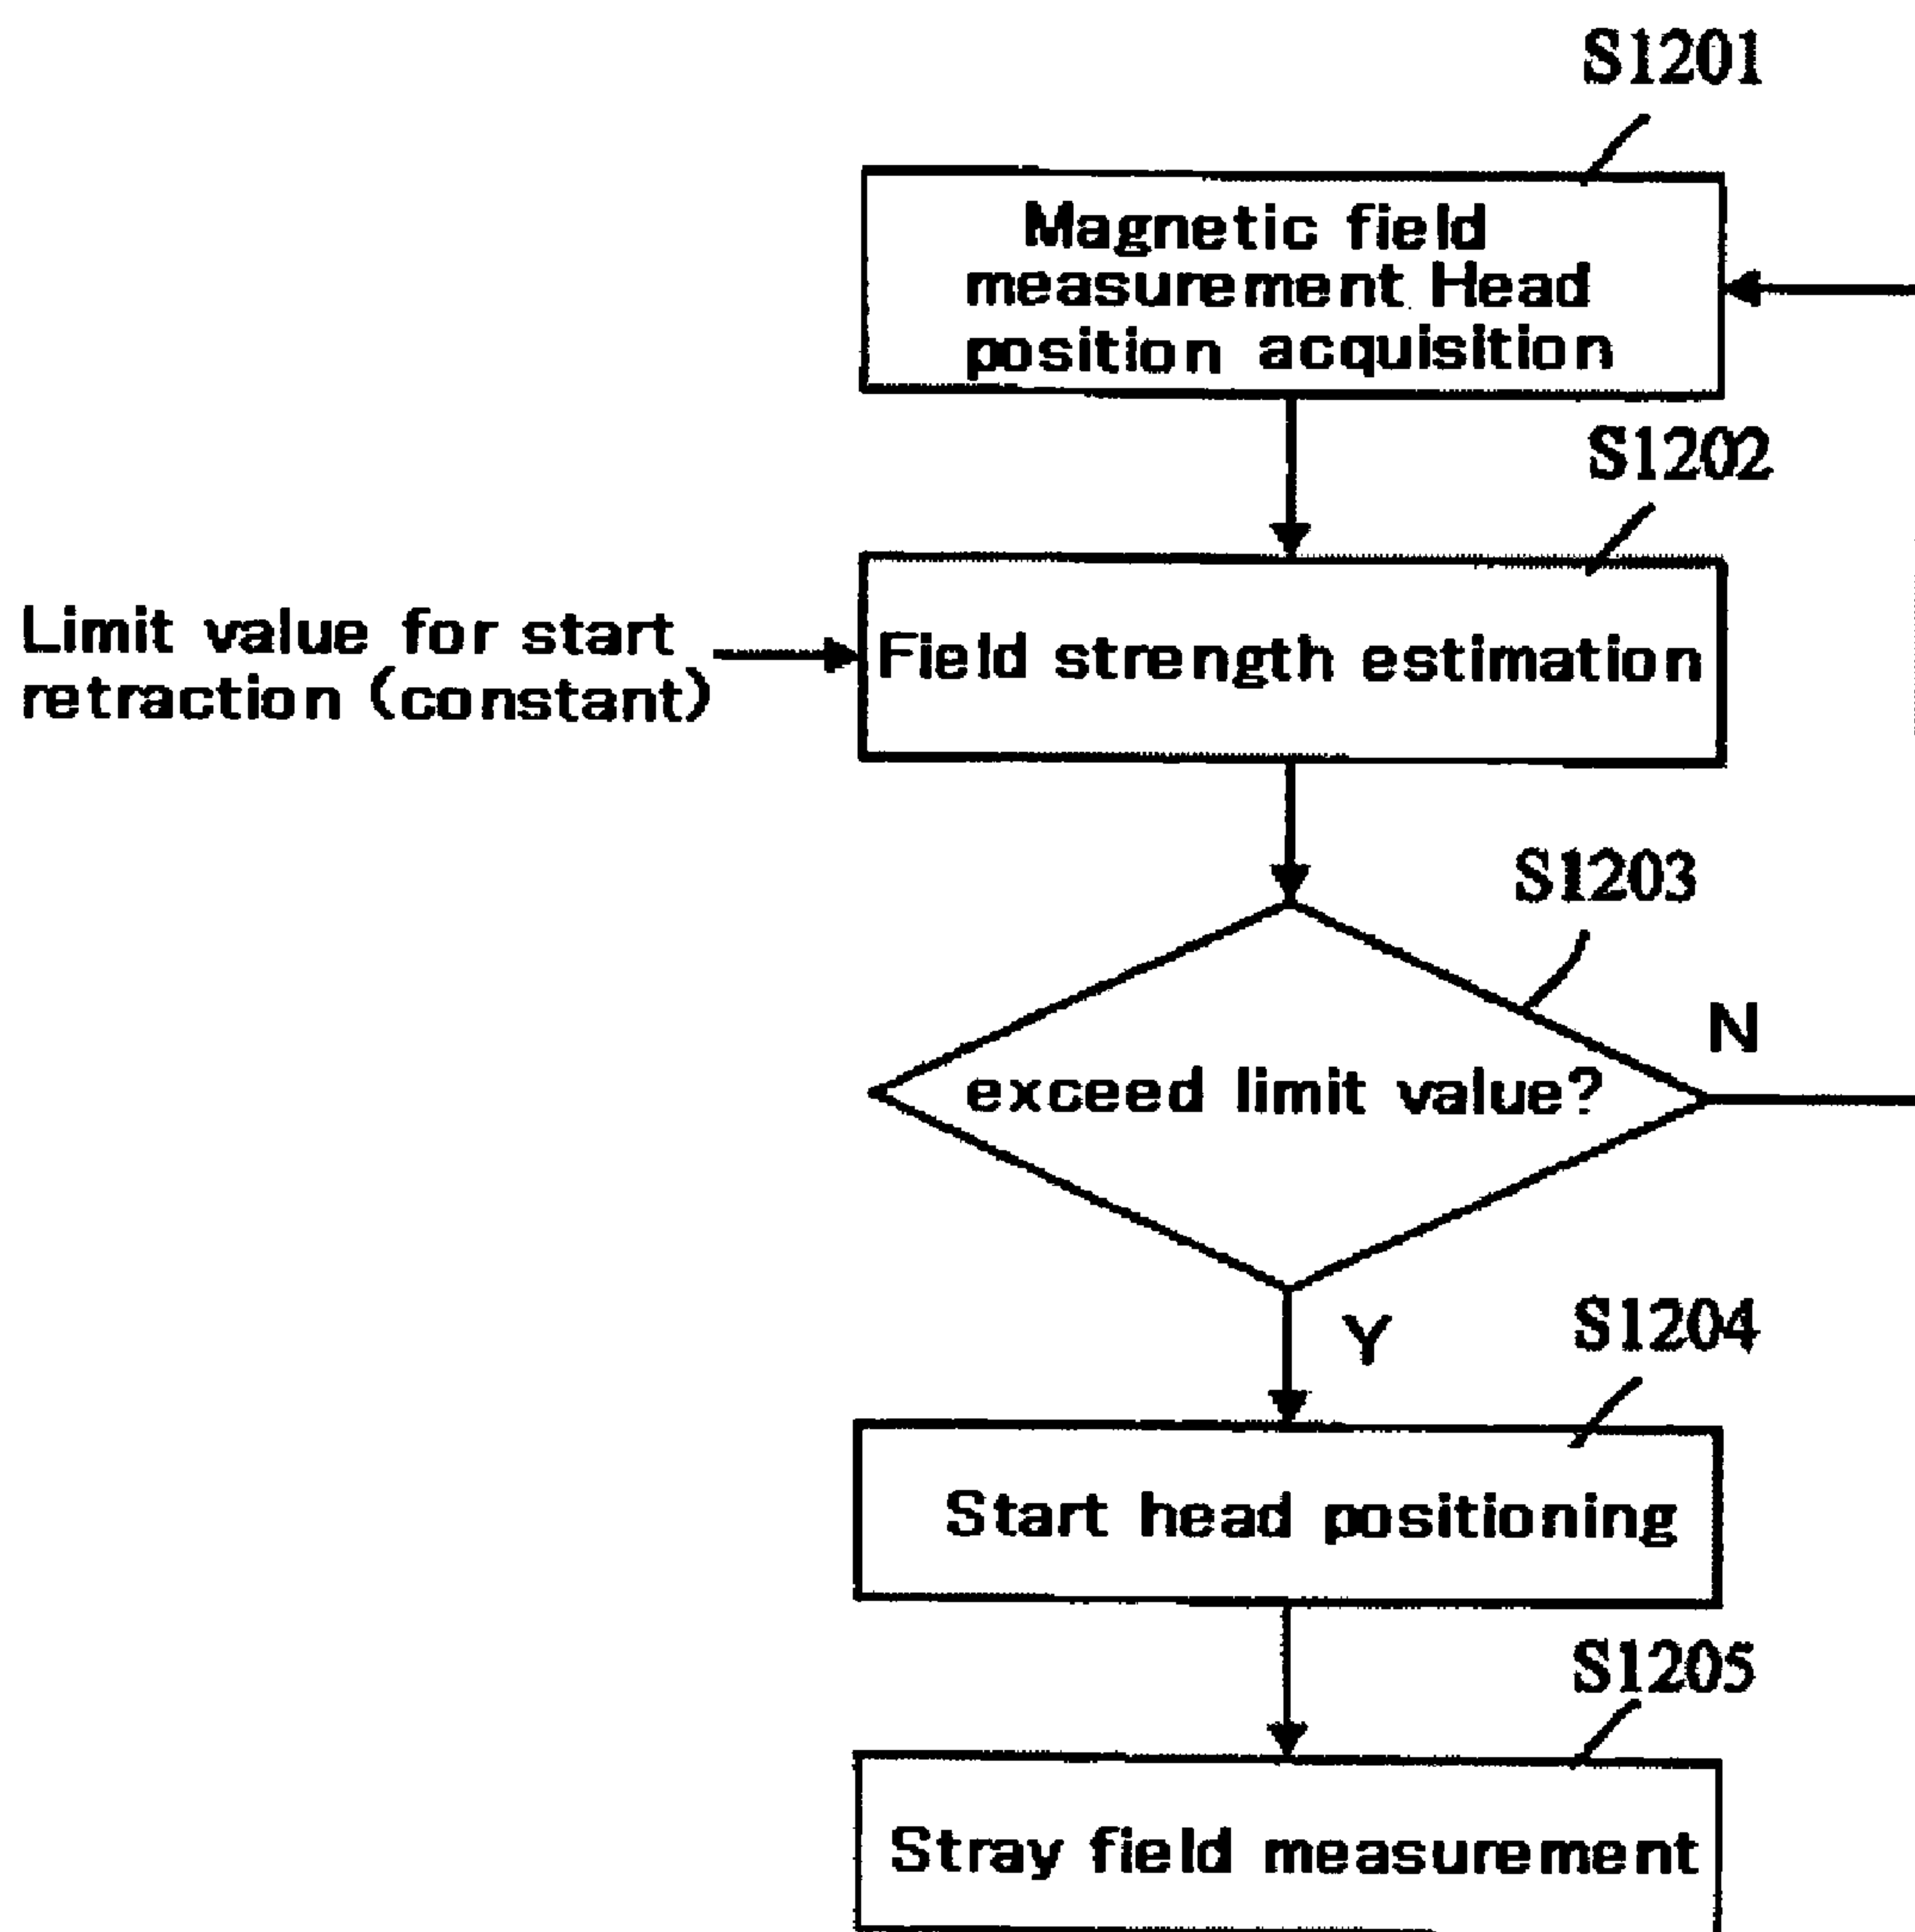 S1201
Magnetic field
measurement Head
position acquisition
S1202
Limit value for start
retraction (constant)
Field strength estimation
S1203
N
exceed limit value?
Y
S1204
Start head positioning
S1205
Stray field measurement